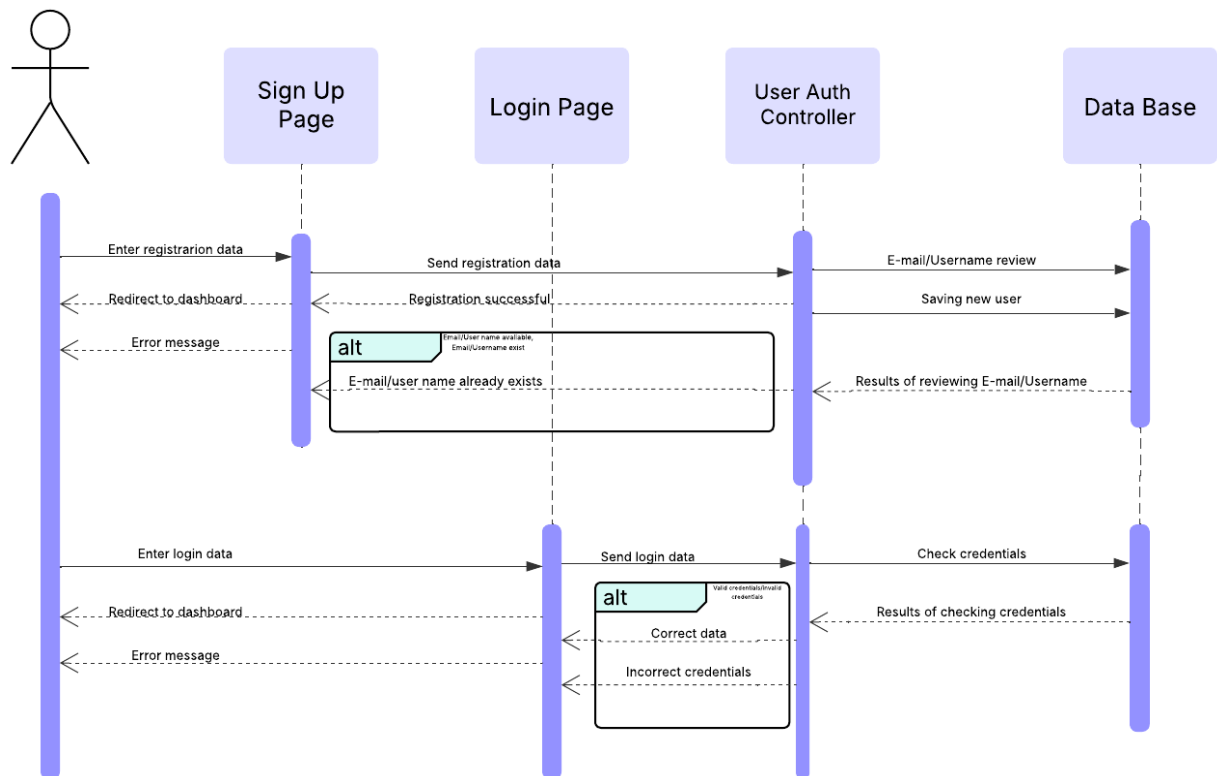 Sign Up
Page
Login Page
User Auth
Controller
Data Base
Enter registrarion data
Send registration data
E-mail/Username review
Redirect to dashboard
Registration successful
Saving new user
Error message
alt
Email/User name available,
Email/Username exist
E-mail/user name already exists
Results of reviewing E-mail/Username
Enter login data
Send login data
Check credentials
alt
Valid credentials/Invalid
credentials
Redirect to dashboard
Results of checking credentials
Correct data
Error message
Incorrect credentials